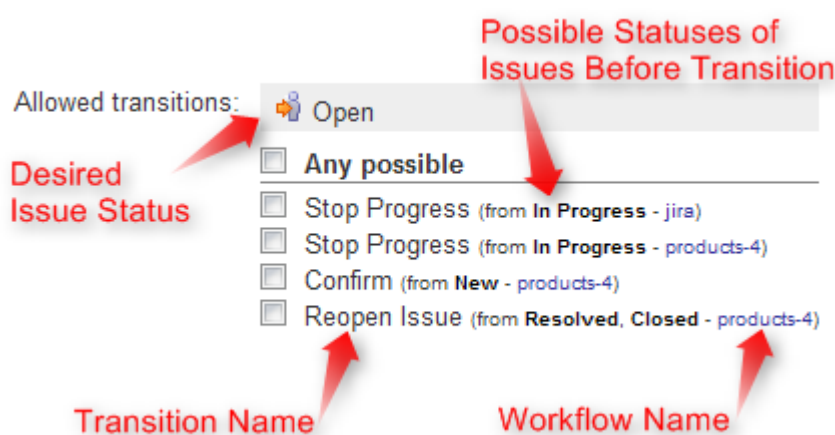 Possible Statuses of
Issues Before Transition
Allowed transitions:
Open
Desired
Issue Status
Any possible
Stop Progress (from In Progress - jira)
Stop Progress (from In Progress - products-4)
Confirm (from New - products-4)
Reopen Issue (from Resolved, Closed - products-4)
Transition Name
Workflow Name